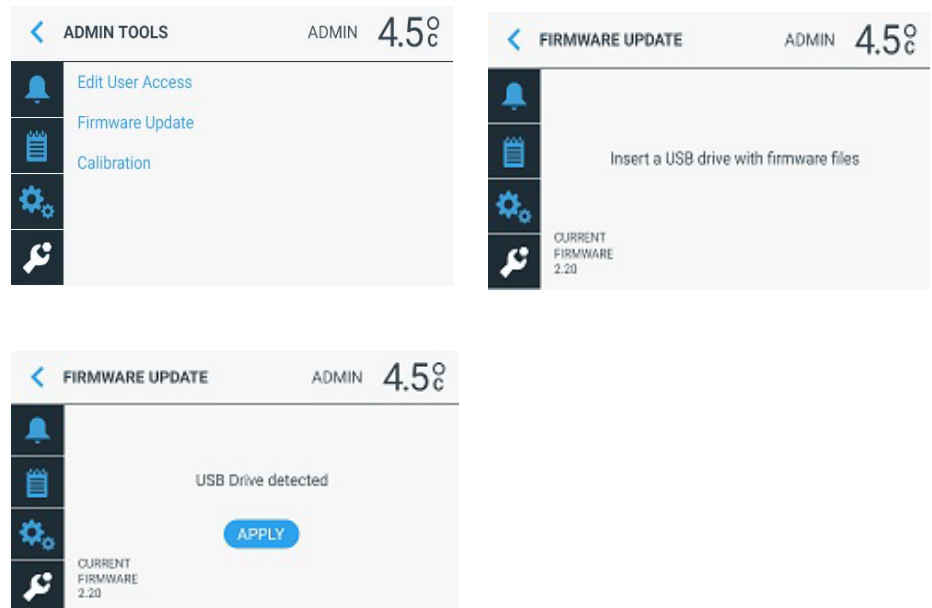 ADMIN TOOLS ADMIN 4.5°C
Edit User Access
Firmware Update
Calibration
FIRMWARE UPDATE ADMIN 4.5°C
Insert a USB drive with firmware files
CURRENT
FIRMWARE
2.20
FIRMWARE UPDATE ADMIN 4.5°C
USB Drive detected
APPLY
CURRENT
FIRMWARE
2.20